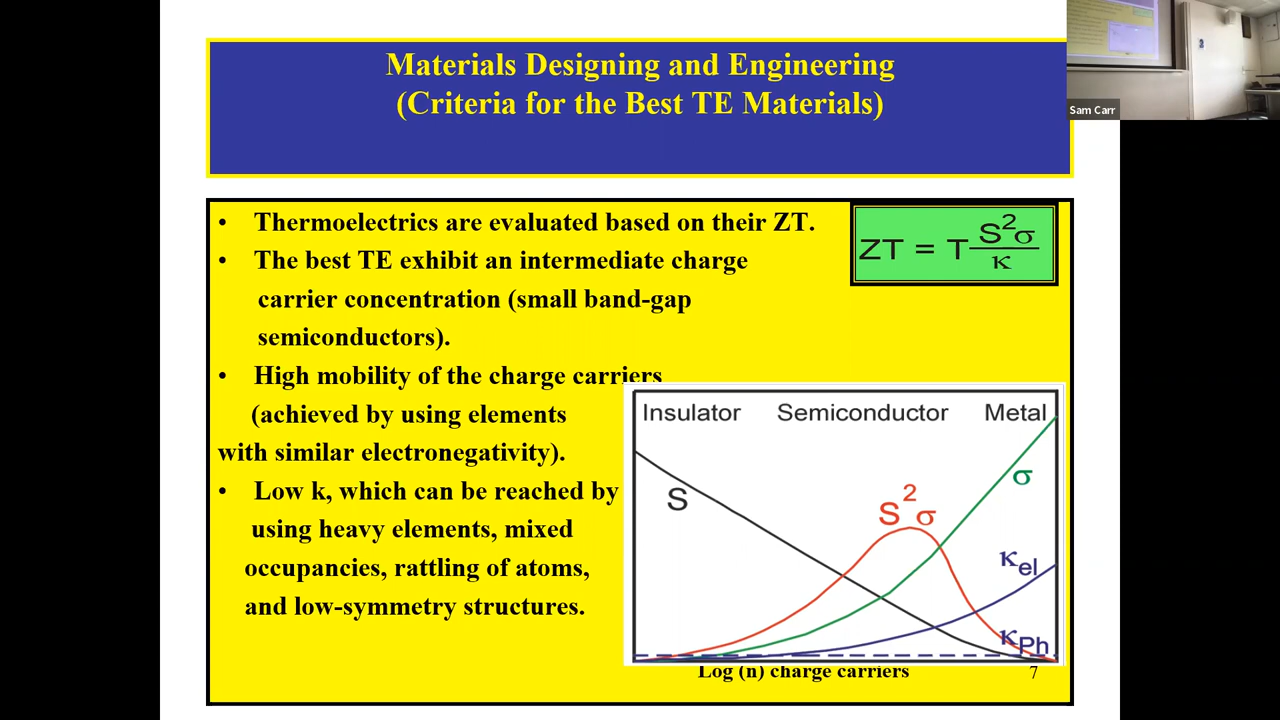 Materials Designing and Engineering
(Criteria for the Best TE Materials)
Sam Carr
• Thermoelectrics are evaluated based on their ZT.
ZT = T S²σ / κ
• The best TE exhibit an intermediate charge
carrier concentration (small band-gap
semiconductors).
• High mobility of the charge carriers
(achieved by using elements
with similar electronegativity).
• Low k, which can be reached by
using heavy elements, mixed
occupancies, rattling of atoms,
and low-symmetry structures.
Insulator Semiconductor Metal
S
S²σ
σ
κel
κPh
Log (n) charge carriers
7